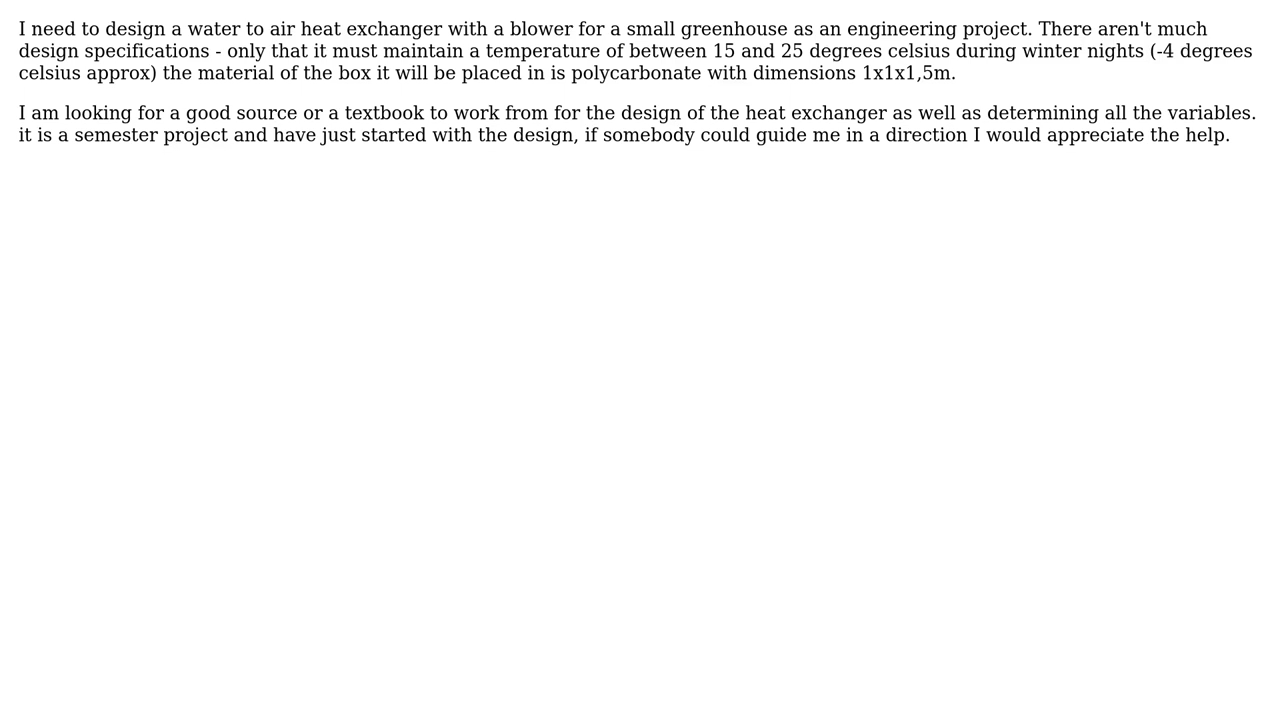 I need to design a water to air heat exchanger with a blower for a small greenhouse as an engineering project. There aren't much
design specifications - only that it must maintain a temperature of between 15 and 25 degrees celsius during winter nights (-4 degrees
celsius approx) the material of the box it will be placed in is polycarbonate with dimensions 1x1x1,5m.
I am looking for a good source or a textbook to work from for the design of the heat exchanger as well as determining all the variables.
it is a semester project and have just started with the design, if somebody could guide me in a direction I would appreciate the help.